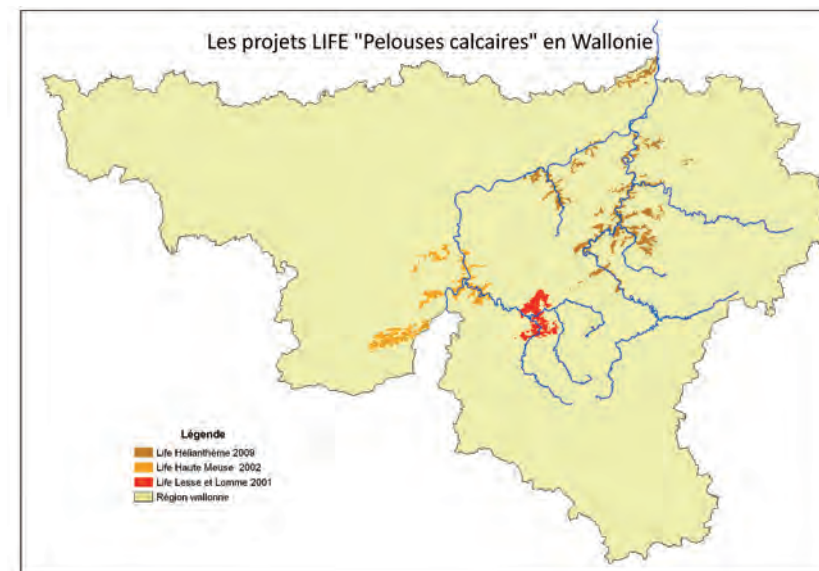 Les projets LIFE "Pelouses calcaires" en Wallonie
Légende
Life Hélianthème 2009
Life Haute Meuse 2002
Life Lesse et Lomme 2001
Région wallonne